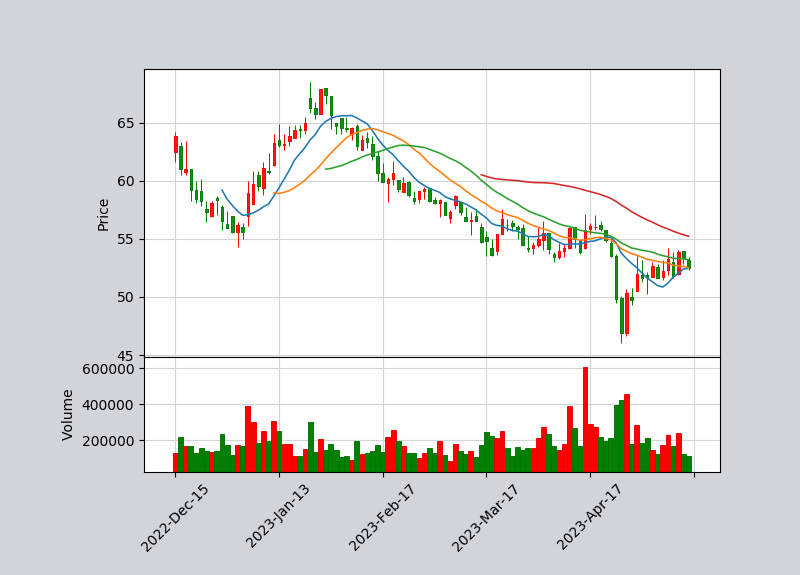 Price
65
60
55
50
45
Volume
600000
400000
200000
2022-Dec-15
2023-Jan-13
2023-Feb-17
2023-Mar-17
2023-Apr-17